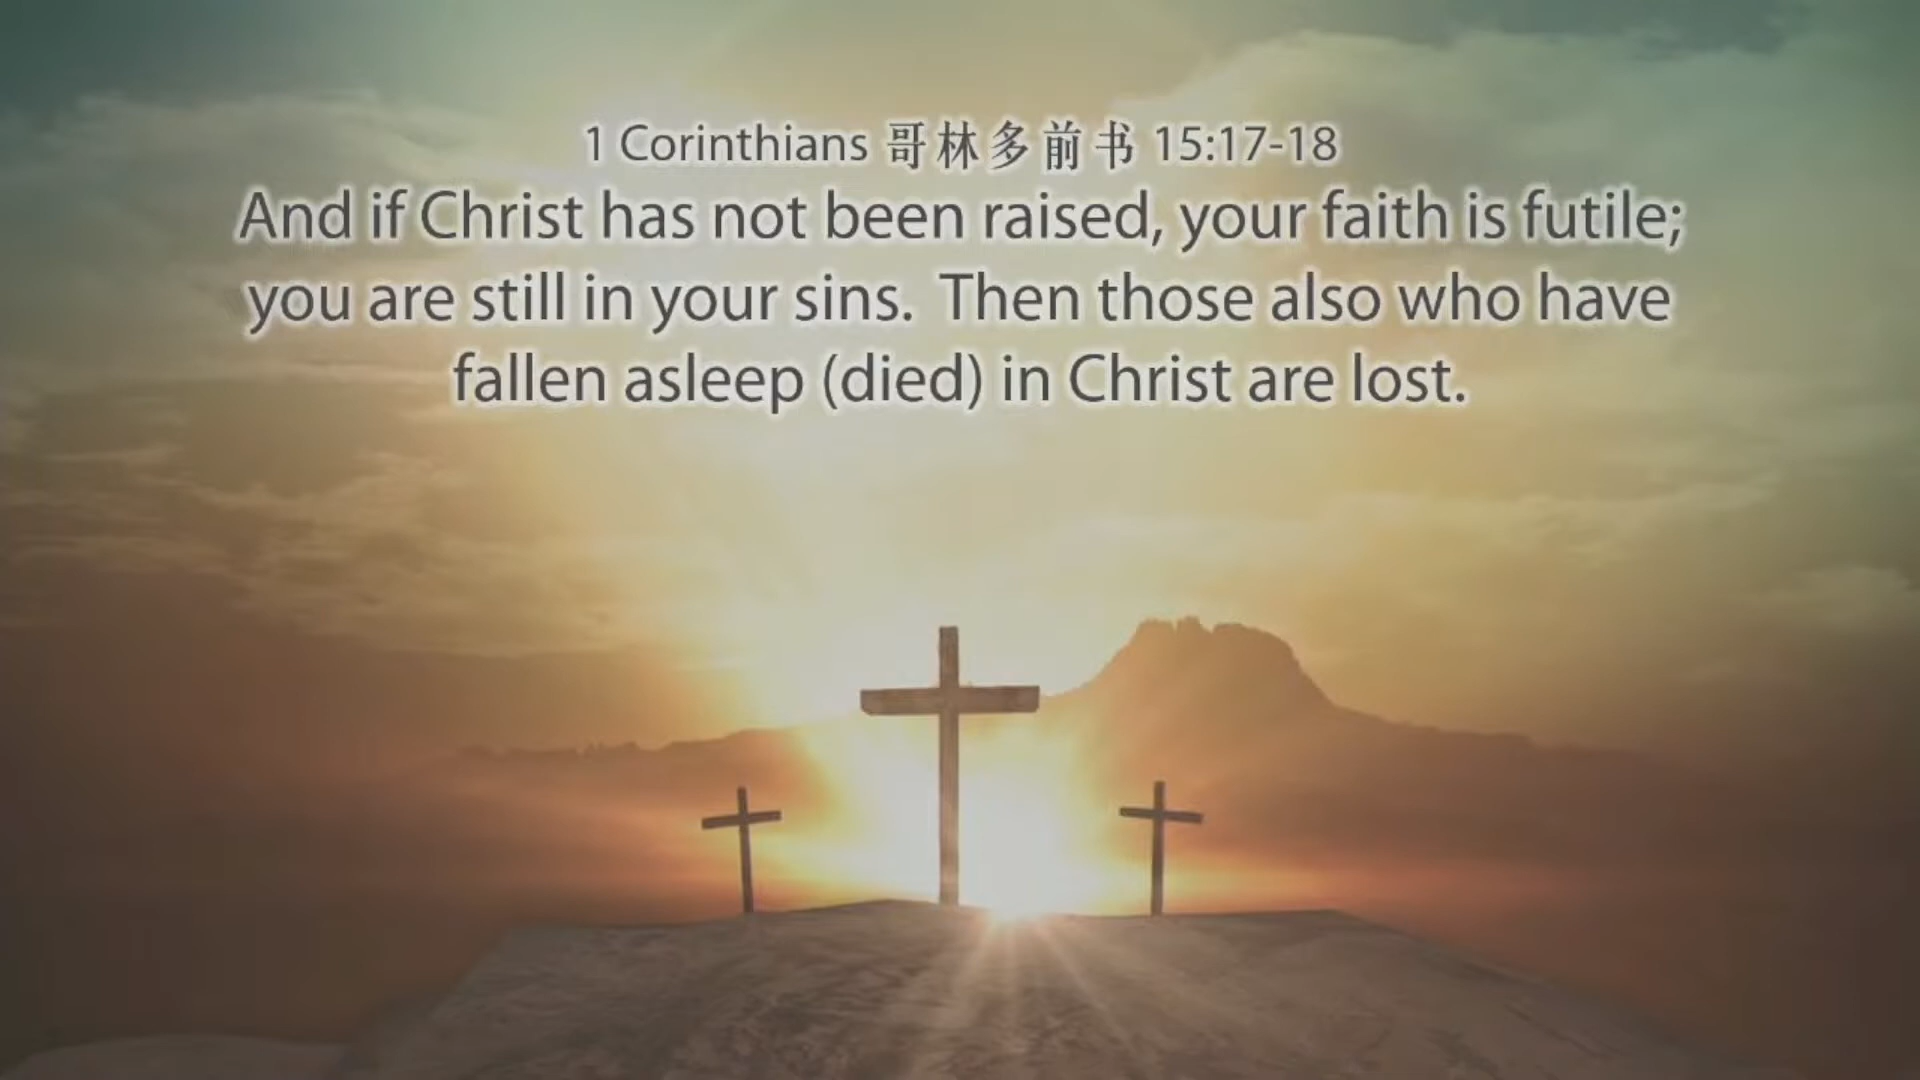 1 Corinthians 哥林多前书 15:17-18
And if Christ has not been raised, your faith is futile;
you are still in your sins.  Then those also who have
fallen asleep (died) in Christ are lost.